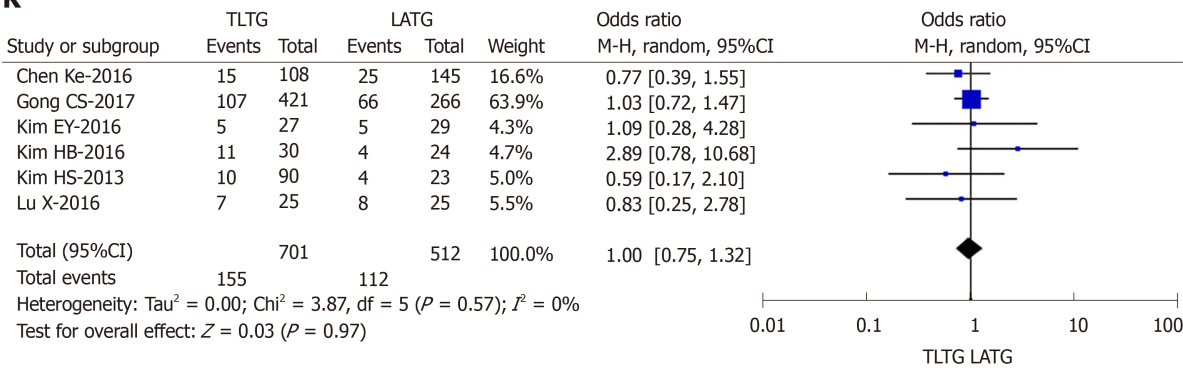 TLTG LATG Odds ratio Odds ratio
Study or subgroup Events Total Events Total Weight M-H, random, 95%CI M-H, random, 95%CI
Chen Ke-2016 15 108 25 145 16.6% 0.77 [0.39, 1.55]
Gong CS-2017 107 421 66 266 63.9% 1.03 [0.72, 1.47]
Kim EY-2016 5 27 5 29 4.3% 1.09 [0.28, 4.28]
Kim HB-2016 11 30 4 24 4.7% 2.89 [0.78, 10.68]
Kim HS-2013 10 90 4 23 5.0% 0.59 [0.17, 2.10]
Lu X-2016 7 25 8 25 5.5% 0.83 [0.25, 2.78]
Total (95%CI) 701 512 100.0% 1.00 [0.75, 1.32]
Total events 155 112
Heterogeneity: Tau² = 0.00; Chi² = 3.87, df = 5 (P = 0.57); I² = 0%
Test for overall effect: Z = 0.03 (P = 0.97)
0.01 0.1 1 10 100
TLTG LATG